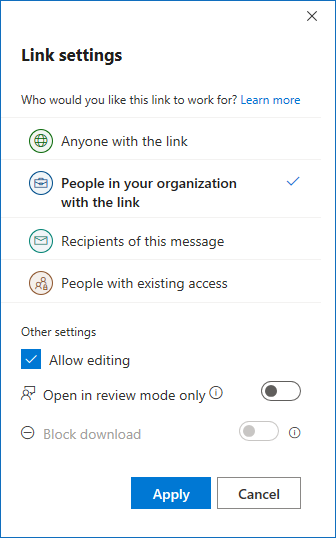 Link settings
Who would you like this link to work for? Learn more
Anyone with the link
People in your organization
with the link
Recipients of this message
People with existing access
Other settings
Allow editing
Open in review mode only
Block download
Apply Cancel